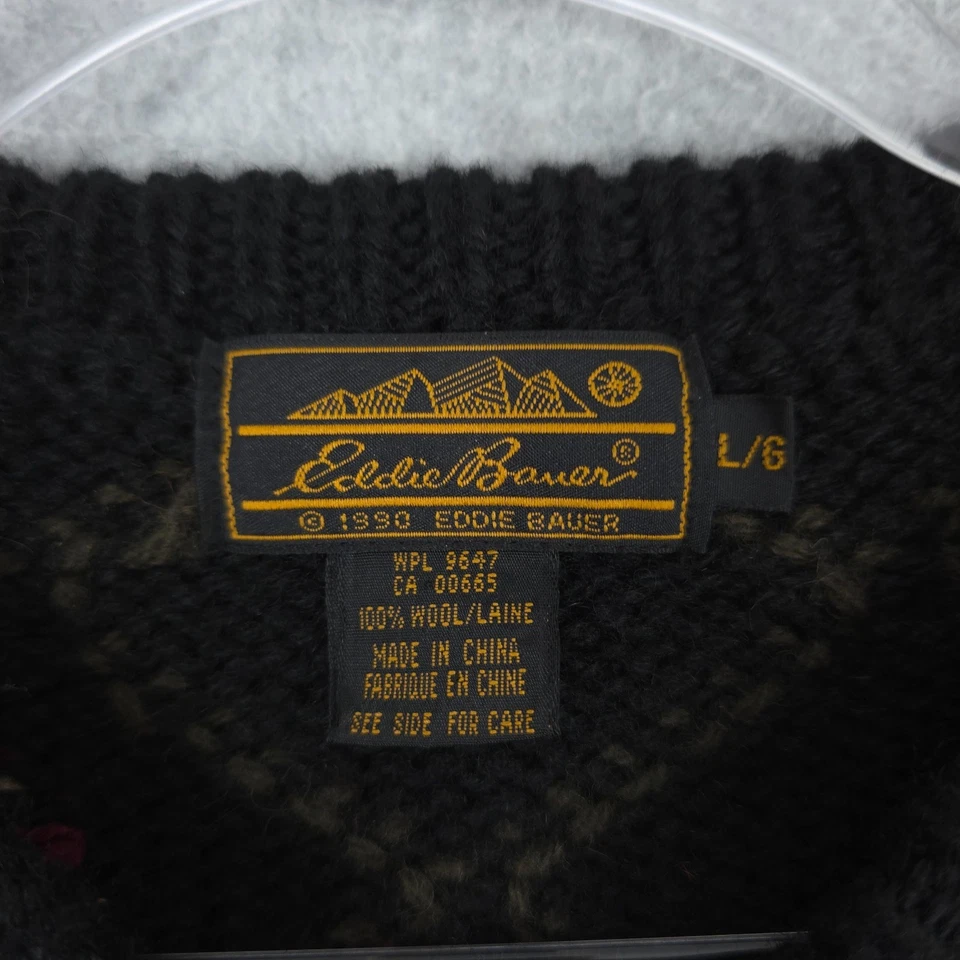 Eddie Bauer ®
© 1990 EDDIE BAUER
L/G
WPL 9647
CA 00665
100% WOOL/LAINE
MADE IN CHINA
FABRIQUE EN CHINE
SEE SIDE FOR CARE